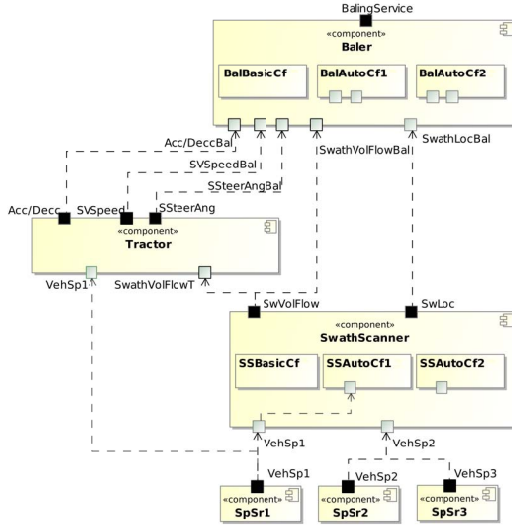 BalingService
«component»
Baler
BalBasicCf
BalAutoCf1
BalAutoCf2
Acc/DeccBal
SVSpeedBal
SSteerAngBal
SwathVolFlowBal
SwathLocBal
Acc/Decc
SVSpeed
SSteerAng
«component»
Tractor
VehSp1
SwathVolFlowT
SwVolFlow
SwLoc
«component»
SwathScanner
SSBasicCf
SSAutoCf1
SSAutoCf2
VehSp1
VehSp2
VehSp1
VehSp2
VehSp3
«component»
SpSr1
«component»
SpSr2
«component»
SpSr3